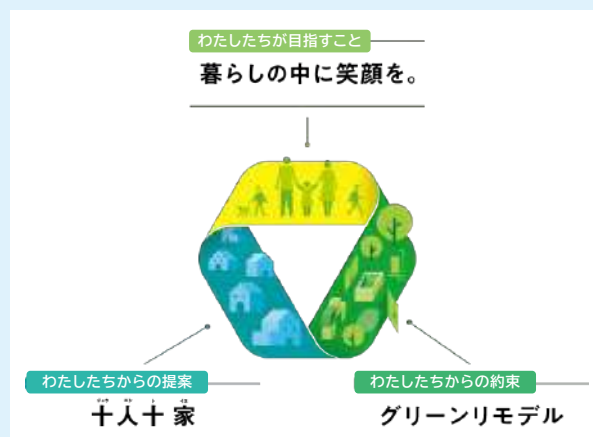 わたしたちが目指すこと
暮らしの中に笑顔を。
わたしたちからの提案
十人十家
わたしたちからの約束
グリーンリモデル